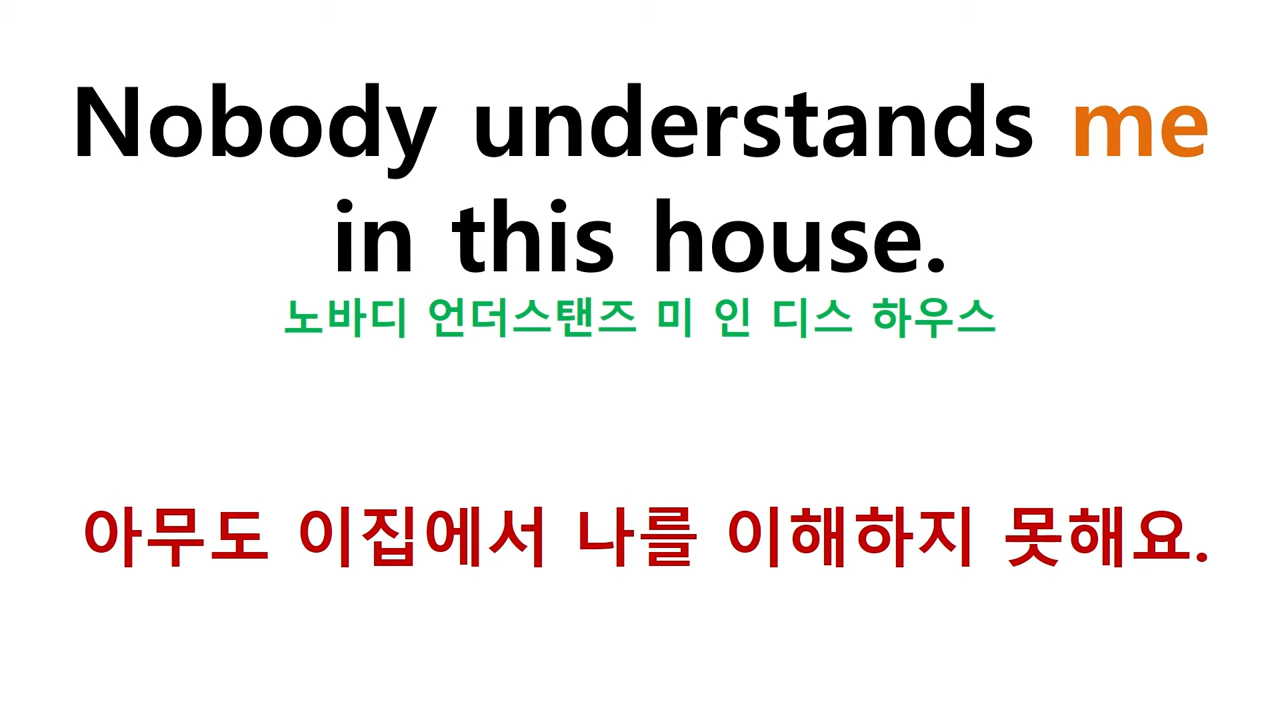 Nobody understands me
in this house.
노바디 언더스탠즈 미 인 디스 하우스
아무도 이집에서 나를 이해하지 못해요.